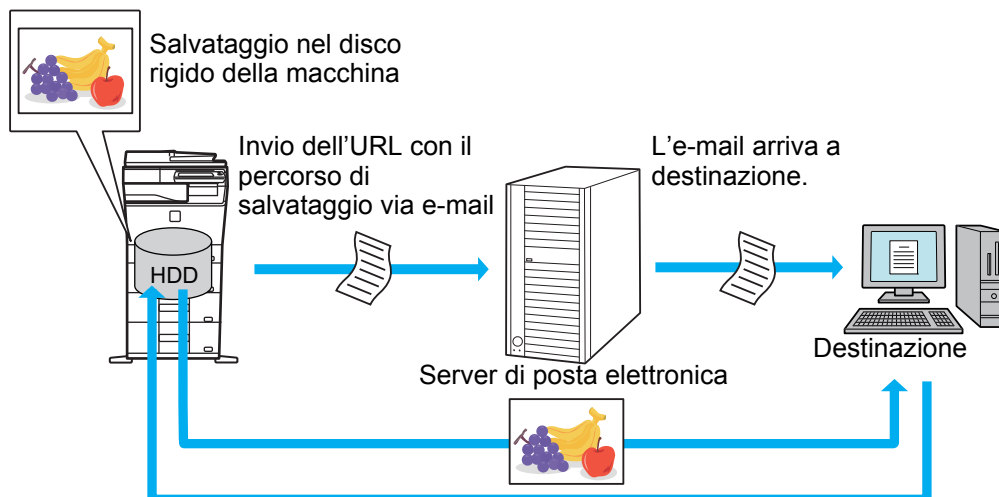 Salvataggio nel disco
rigido della macchina
Invio dell’URL con il
percorso di
salvataggio via e-mail
L’e-mail arriva a
destinazione.
HDD
Destinazione
Server di posta elettronica